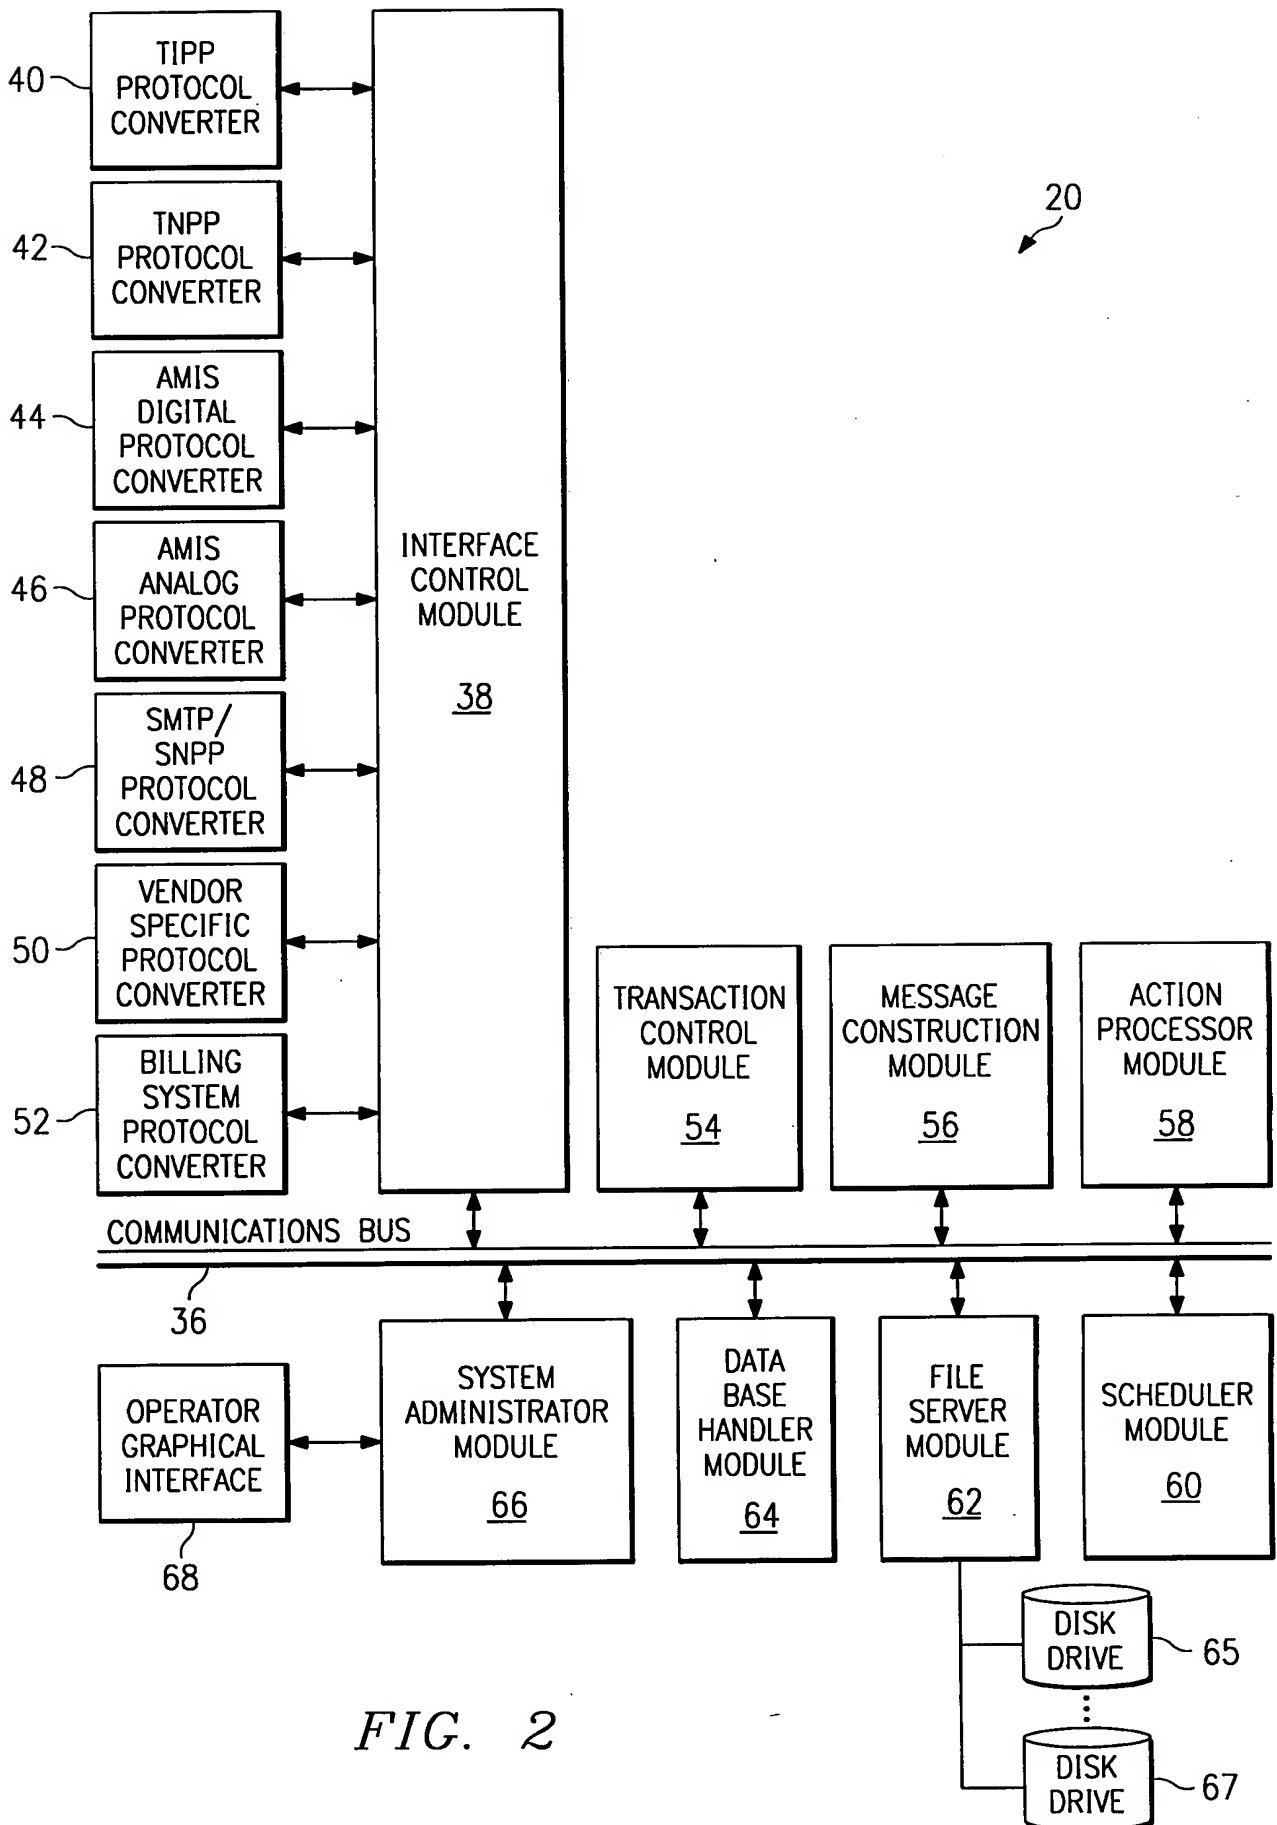 40
TIPP
PROTOCOL
CONVERTER
42
TNPP
PROTOCOL
CONVERTER
44
AMIS
DIGITAL
PROTOCOL
CONVERTER
46
AMIS
ANALOG
PROTOCOL
CONVERTER
48
SMTP/
SNPP
PROTOCOL
CONVERTER
50
VENDOR
SPECIFIC
PROTOCOL
CONVERTER
52
BILLING
SYSTEM
PROTOCOL
CONVERTER
INTERFACE
CONTROL
MODULE
38
20
TRANSACTION
CONTROL
MODULE
54
MESSAGE
CONSTRUCTION
MODULE
56
ACTION
PROCESSOR
MODULE
58
COMMUNICATIONS BUS
36
OPERATOR
GRAPHICAL
INTERFACE
68
SYSTEM
ADMINISTRATOR
MODULE
66
DATA
BASE
HANDLER
MODULE
64
FILE
SERVER
MODULE
62
SCHEDULER
MODULE
60
DISK
DRIVE
65
DISK
DRIVE
67
FIG. 2